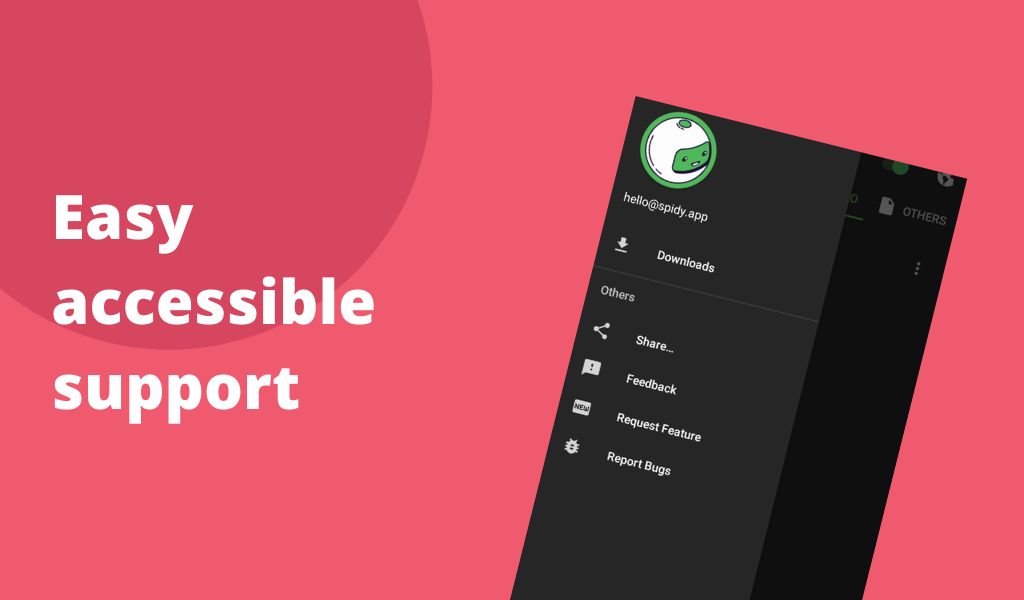 Easy
accessible
support
hello@spidy.app
Downloads
Others
Share...
Feedback
NEW
Request Feature
Report Bugs
O
OTHERS